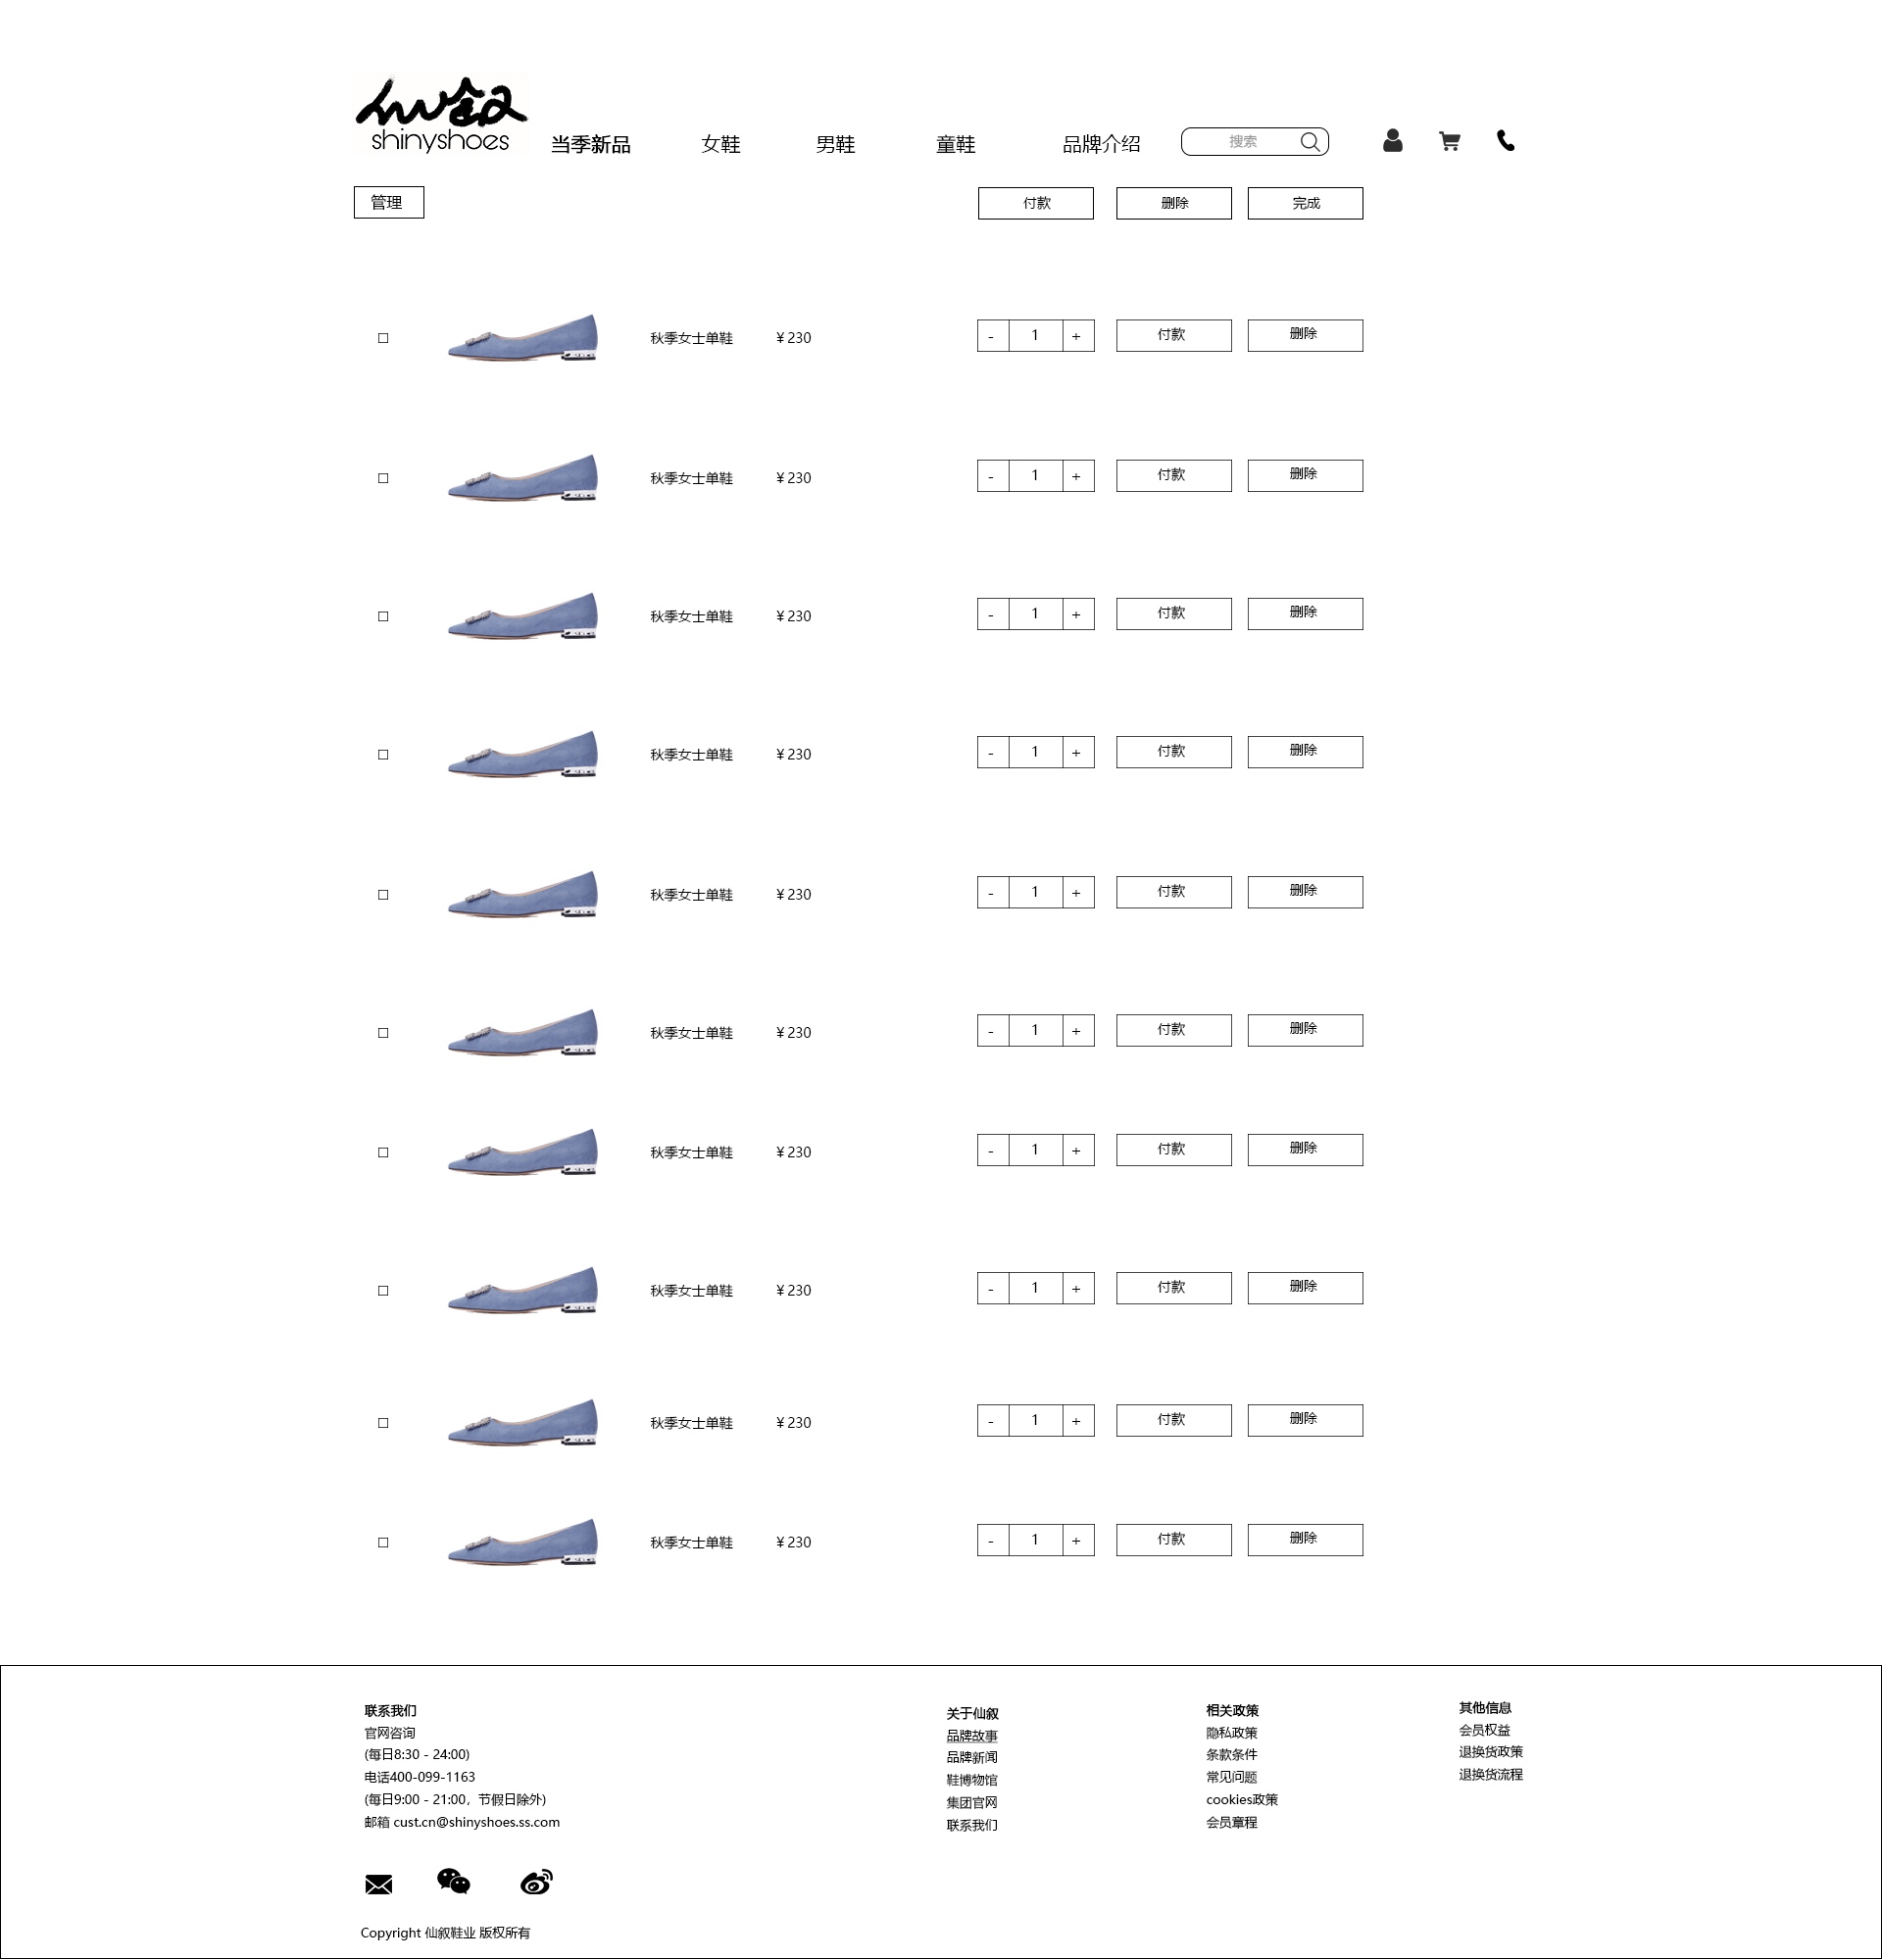 仙叙
shinyshoes
当季新品 女鞋 男鞋 童鞋 品牌介绍 搜索
管理 付款 删除 完成
秋季女士单鞋 ¥230 - 1 + 付款 删除
秋季女士单鞋 ¥230 - 1 + 付款 删除
秋季女士单鞋 ¥230 - 1 + 付款 删除
秋季女士单鞋 ¥230 - 1 + 付款 删除
秋季女士单鞋 ¥230 - 1 + 付款 删除
秋季女士单鞋 ¥230 - 1 + 付款 删除
秋季女士单鞋 ¥230 - 1 + 付款 删除
秋季女士单鞋 ¥230 - 1 + 付款 删除
秋季女士单鞋 ¥230 - 1 + 付款 删除
秋季女士单鞋 ¥230 - 1 + 付款 删除
联系我们
官网咨询
(每日8:30 - 24:00)
电话400-099-1163
(每日9:00 - 21:00，节假日除外)
邮箱 cust.cn@shinyshoes.ss.com
关于仙叙
品牌故事
品牌新闻
鞋博物馆
集团官网
联系我们
相关政策
隐私政策
条款条件
常见问题
cookies政策
会员章程
其他信息
会员权益
退换货政策
退换货流程
Copyright 仙叙鞋业 版权所有